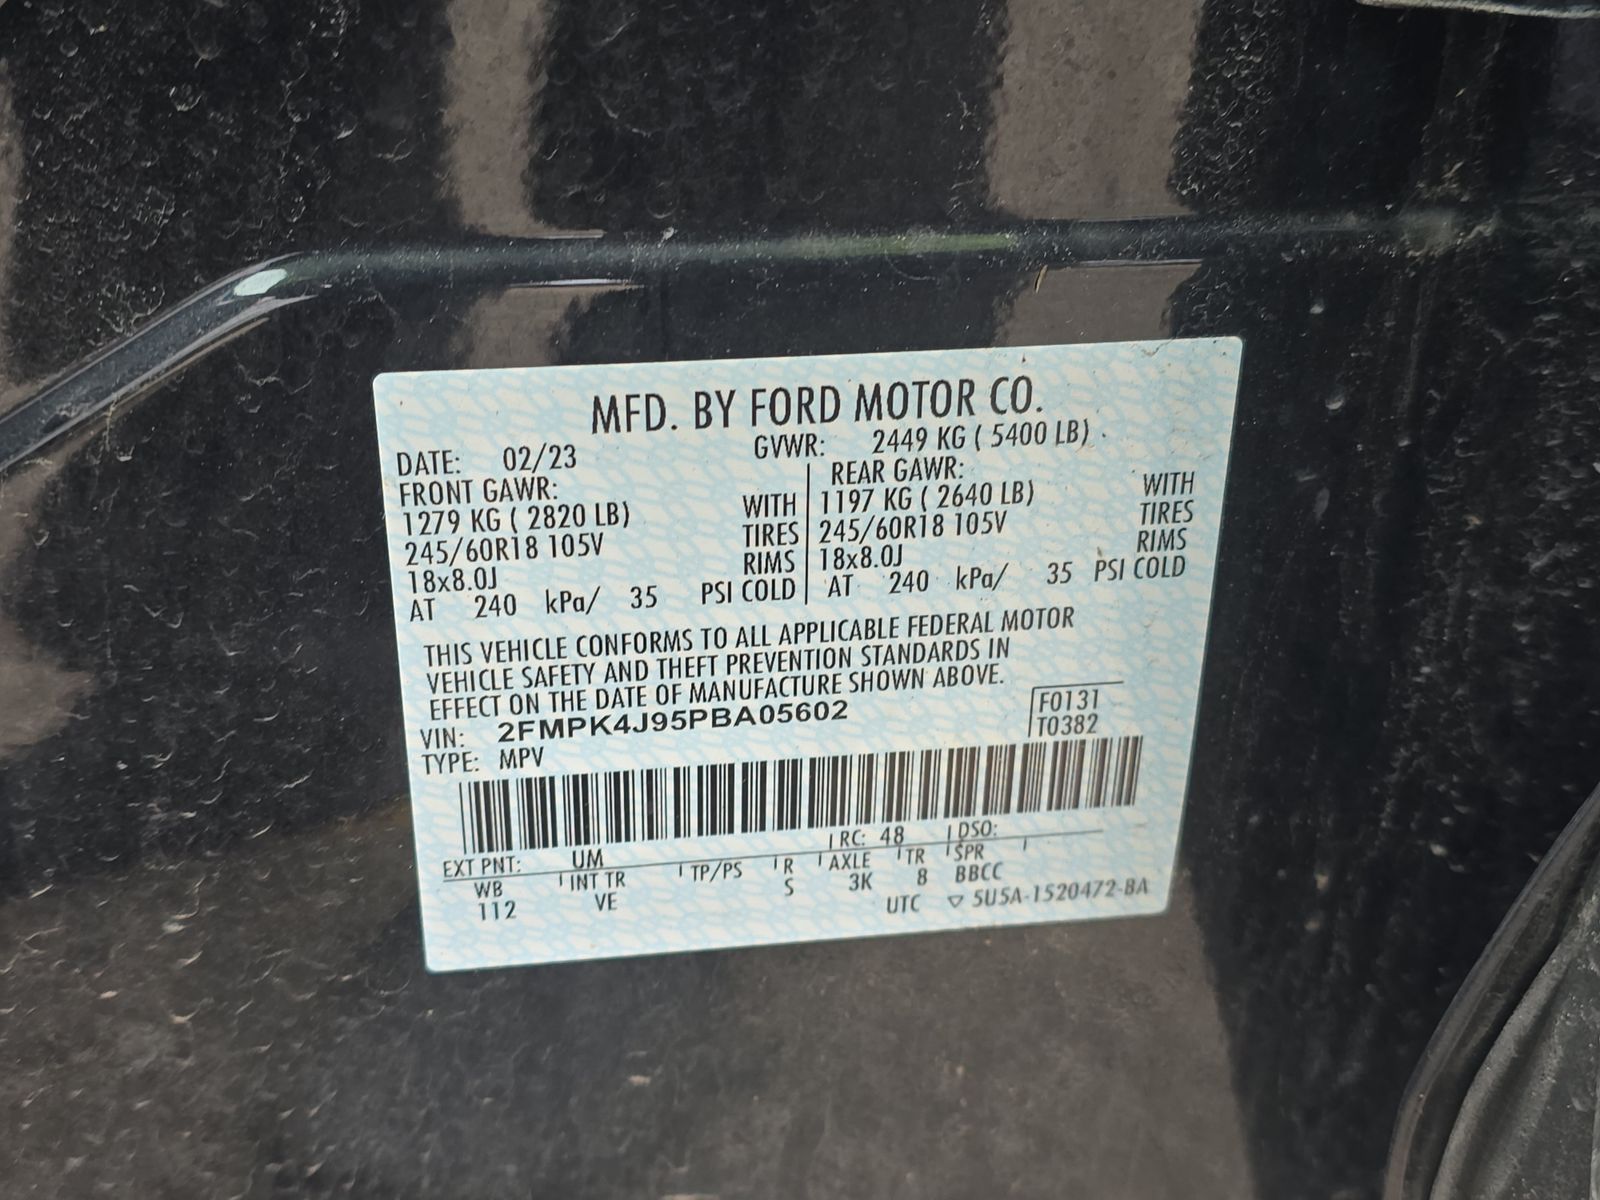 MFD. BY FORD MOTOR CO.
DATE: 02/23 GVWR: 2449 KG ( 5400 LB)
FRONT GAWR: REAR GAWR:
1279 KG ( 2820 LB) WITH 1197 KG ( 2640 LB) WITH
245/60R18 105V TIRES 245/60R18 105V TIRES
18x8.0J RIMS 18x8.0J RIMS
AT 240 kPa/ 35 PSI COLD AT 240 kPa/ 35 PSI COLD
THIS VEHICLE CONFORMS TO ALL APPLICABLE FEDERAL MOTOR
VEHICLE SAFETY AND THEFT PREVENTION STANDARDS IN
EFFECT ON THE DATE OF MANUFACTURE SHOWN ABOVE.
VIN: 2FMPK4J95PBA05602 F0131
TYPE: MPV T0382
EXT PNT: UM RC: 48 DSO:
WB INT TR TP/PS R AXLE TR SPR
112 VE S 3K 8 BBCC
UTC ▽ 5U5A-1520472-BA